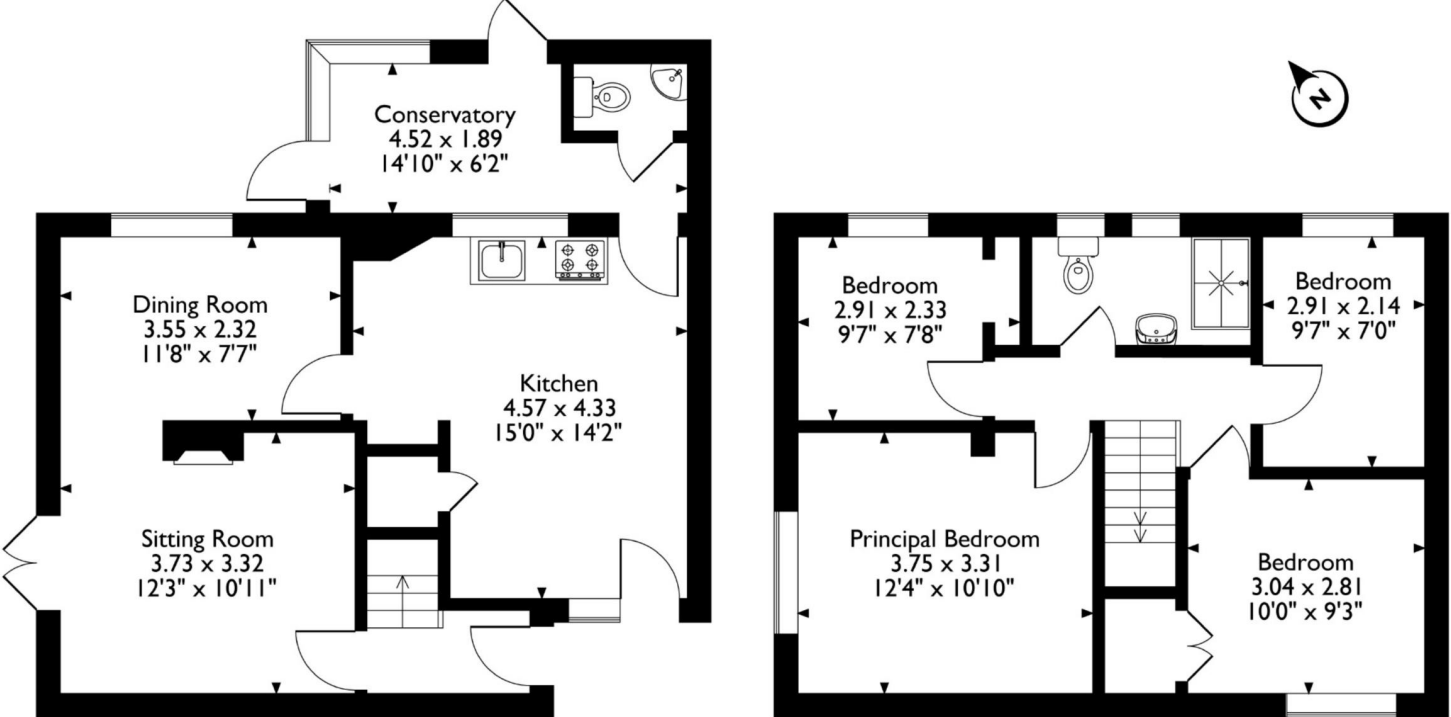 Conservatory
4.52 x 1.89
14'10" x 6'2"
N
Dining Room
3.55 x 2.32
11'8" x 7'7"
Kitchen
4.57 x 4.33
15'0" x 14'2"
Sitting Room
3.73 x 3.32
12'3" x 10'11"
Bedroom
2.91 x 2.33
9'7" x 7'8"
Bedroom
2.91 x 2.14
9'7" x 7'0"
Principal Bedroom
3.75 x 3.31
12'4" x 10'10"
Bedroom
3.04 x 2.81
10'0" x 9'3"